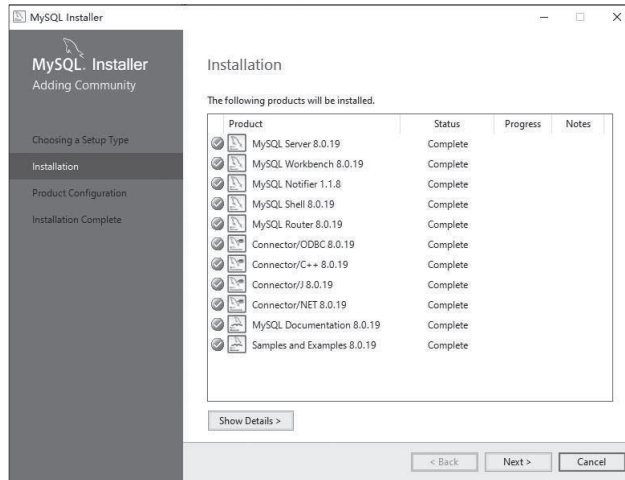 MySQL Installer
MySQL. Installer
Adding Community
Choosing a Setup Type
Installation
Product Configuration
Installation Complete
Installation
The following products will be installed.
Product Status Progress Notes
MySQL Server 8.0.19 Complete
MySQL Workbench 8.0.19 Complete
MySQL Notifier 1.1.8 Complete
MySQL Shell 8.0.19 Complete
MySQL Router 8.0.19 Complete
Connector/ODBC 8.0.19 Complete
Connector/C++ 8.0.19 Complete
Connector/J 8.0.19 Complete
Connector/NET 8.0.19 Complete
MySQL Documentation 8.0.19 Complete
Samples and Examples 8.0.19 Complete
Show Details >
< Back Next > Cancel